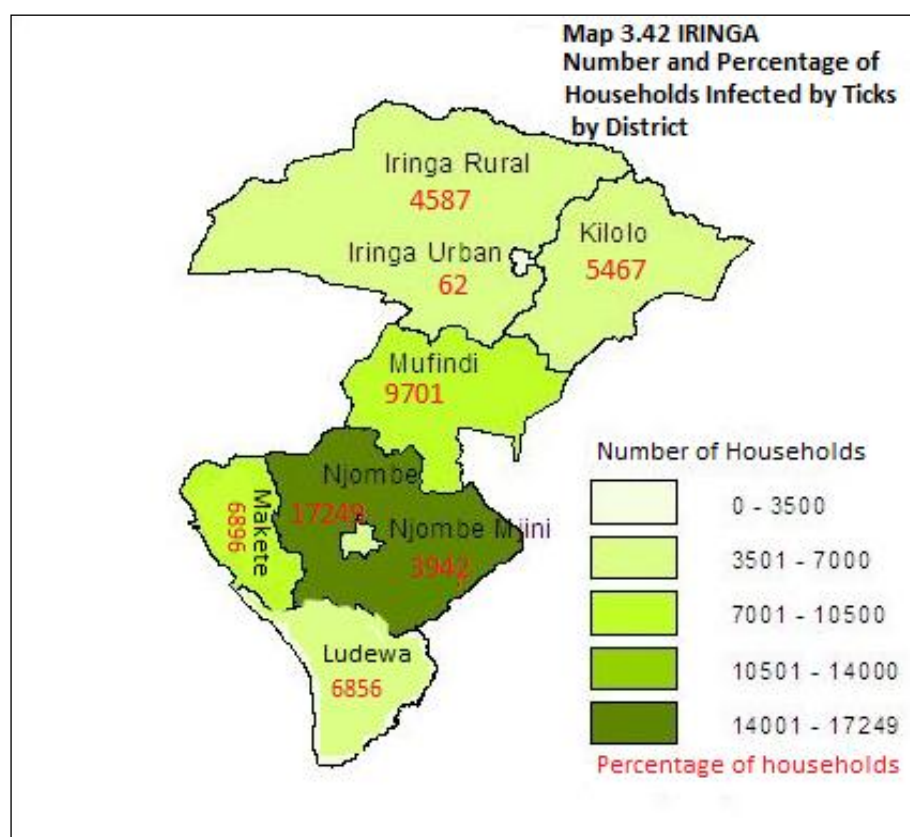 Map 3.42 IRINGA
Number and Percentage of
Households Infected by Ticks
by District
Iringa Rural
4587
Iringa Urban
62
Kilolo
5467
Mufindi
9701
Njombe
17249
Njombe Mjini
3942
Makete
Ludewa
6856
Number of Households
0 - 3500
3501 - 7000
7001 - 10500
10501 - 14000
14001 - 17249
Percentage of households